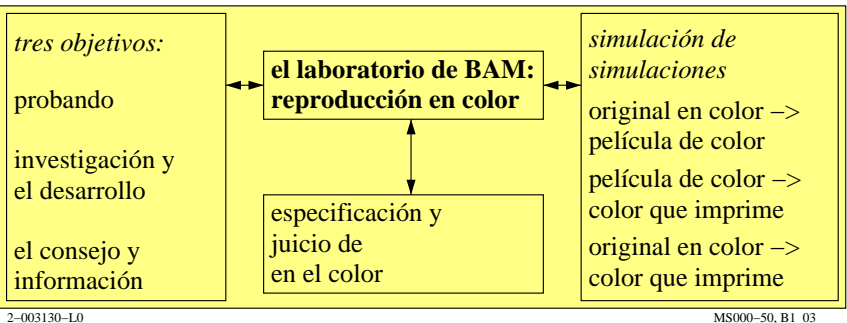 tres objetivos:
probando
investigación y
el desarrollo
el consejo y
información
el laboratorio de BAM:
reproducción en color
especificación y
juicio de
en el color
simulación de
simulaciones
original en color −>
película de color
película de color −>
color que imprime
original en color −>
color que imprime
2−003130−L0
MS000−50, B1_03